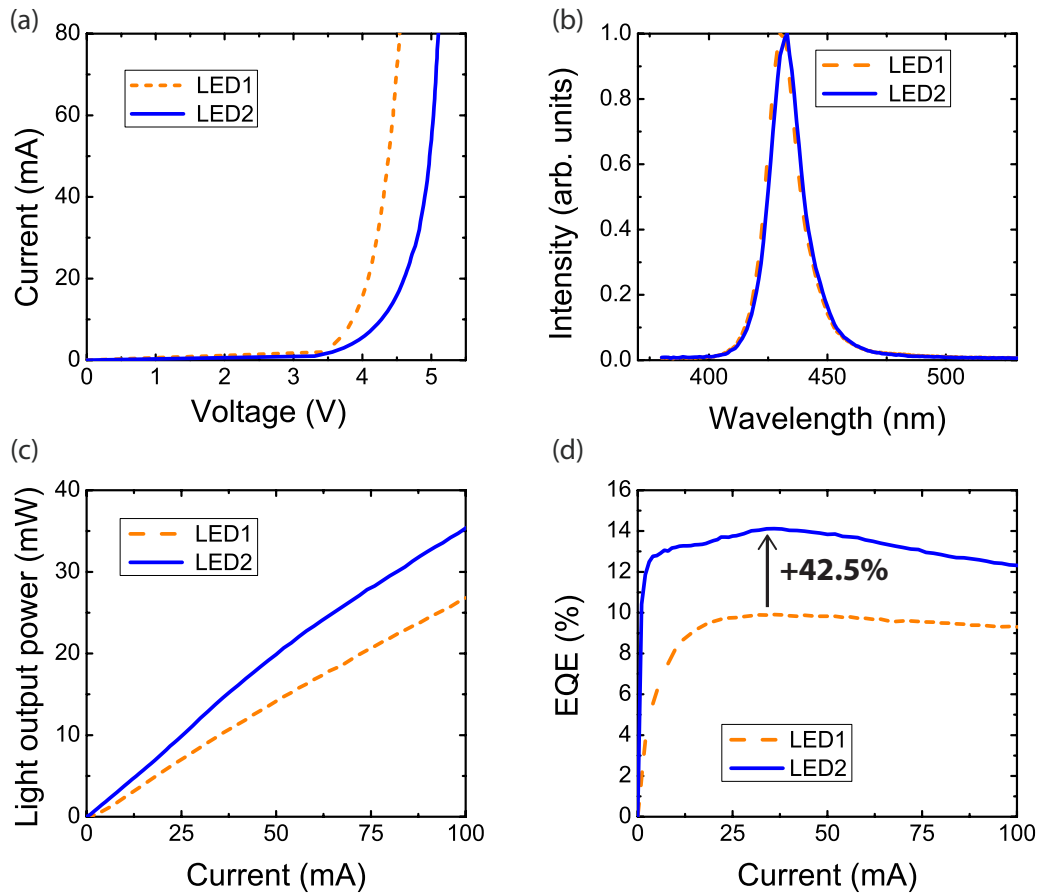 (a)
80
60
40
20
0
0 1 2 3 4 5
Current (mA)
Voltage (V)
LED1
LED2
(b)
1.0
0.8
0.6
0.4
0.2
0.0
400 450 500
Intensity (arb. units)
Wavelength (nm)
LED1
LED2
(c)
40
30
20
10
0
0 25 50 75 100
Light output power (mW)
Current (mA)
LED1
LED2
(d)
16
14
12
10
8
6
4
2
0
0 25 50 75 100
EQE (%)
Current (mA)
+42.5%
LED1
LED2